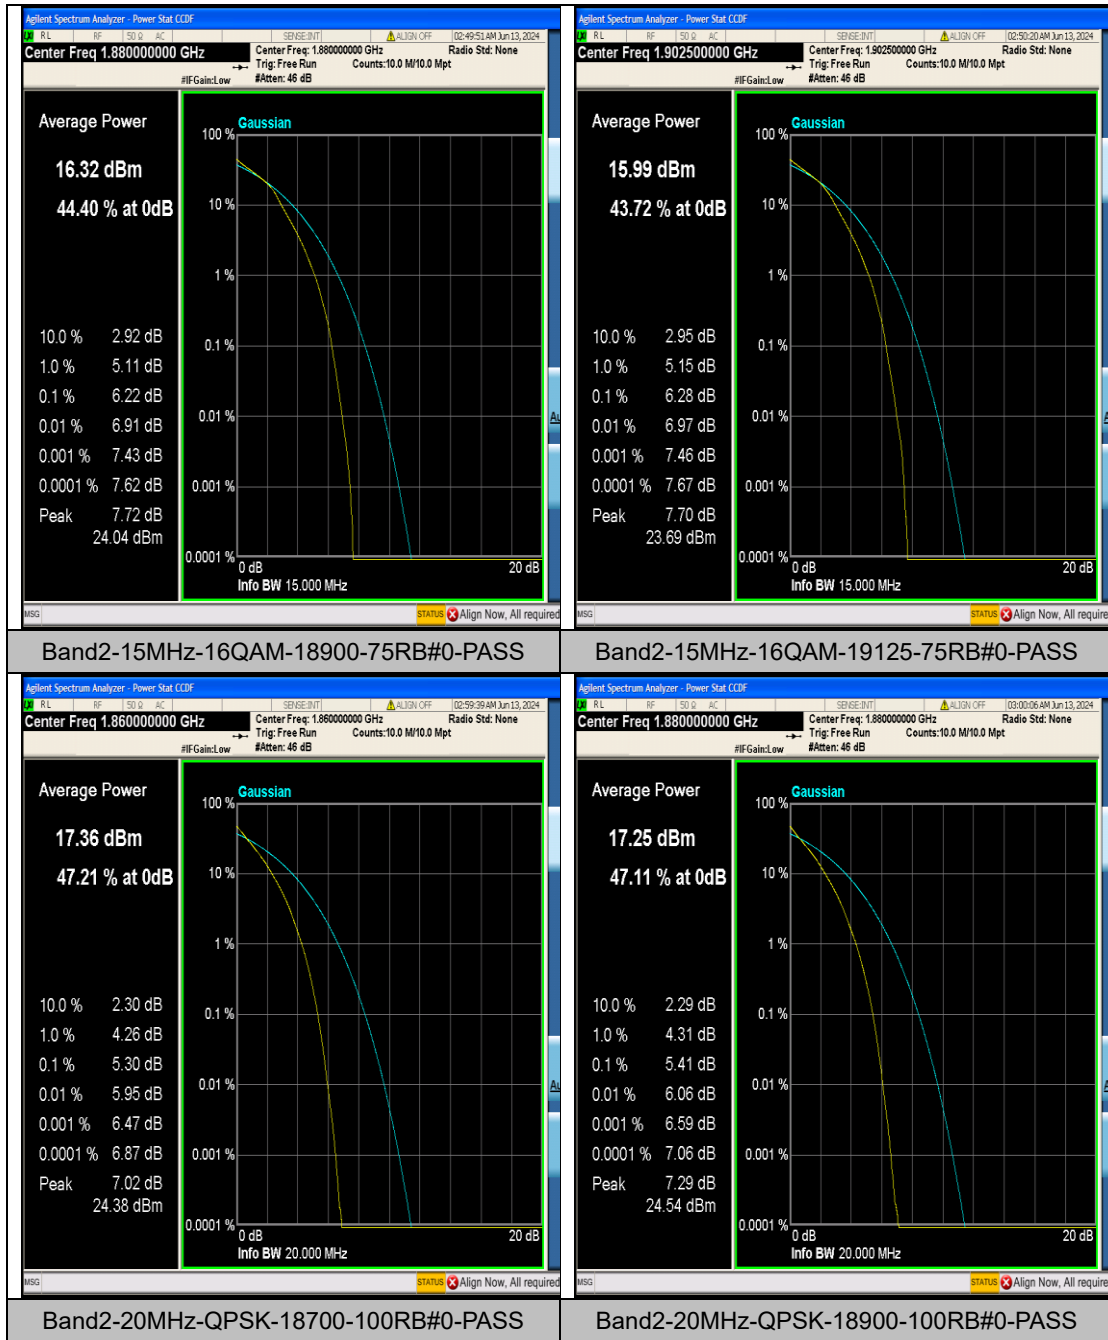 Agilent Spectrum Analyzer - Power Stat CCDF
RL RF 50 Ω AC SENSE:INT ALIGN OFF 02:49:51 AM Jun 13, 2024
Center Freq 1.880000000 GHz
Center Freq: 1.880000000 GHz Radio Std: None
Trig: Free Run Counts:10.0 M/10.0 Mpt
#IFGain:Low #Atten: 46 dB
Average Power
16.32 dBm
44.40 % at 0dB
10.0 % 2.92 dB
1.0 % 5.11 dB
0.1 % 6.22 dB
0.01 % 6.91 dB
0.001 % 7.43 dB
0.0001 % 7.62 dB
Peak 7.72 dB
24.04 dBm
Gaussian
100 %
10 %
1 %
0.1 %
0.01 %
0.001 %
0.0001 %
0 dB 20 dB
Info BW 15.000 MHz
MSG STATUS Align Now, All required
Band2-15MHz-16QAM-18900-75RB#0-PASS
Agilent Spectrum Analyzer - Power Stat CCDF
RL RF 50 Ω AC SENSE:INT ALIGN OFF 02:50:20 AM Jun 13, 2024
Center Freq 1.902500000 GHz
Center Freq: 1.902500000 GHz Radio Std: None
Trig: Free Run Counts:10.0 M/10.0 Mpt
#IFGain:Low #Atten: 46 dB
Average Power
15.99 dBm
43.72 % at 0dB
10.0 % 2.95 dB
1.0 % 5.15 dB
0.1 % 6.28 dB
0.01 % 6.97 dB
0.001 % 7.46 dB
0.0001 % 7.67 dB
Peak 7.70 dB
23.69 dBm
Gaussian
100 %
10 %
1 %
0.1 %
0.01 %
0.001 %
0.0001 %
0 dB 20 dB
Info BW 15.000 MHz
MSG STATUS Align Now, All require
Band2-15MHz-16QAM-19125-75RB#0-PASS
Agilent Spectrum Analyzer - Power Stat CCDF
RL RF 50 Ω AC SENSE:INT ALIGN OFF 02:59:39 AM Jun 13, 2024
Center Freq 1.860000000 GHz
Center Freq: 1.860000000 GHz Radio Std: None
Trig: Free Run Counts:10.0 M/10.0 Mpt
#IFGain:Low #Atten: 46 dB
Average Power
17.36 dBm
47.21 % at 0dB
10.0 % 2.30 dB
1.0 % 4.26 dB
0.1 % 5.30 dB
0.01 % 5.95 dB
0.001 % 6.47 dB
0.0001 % 6.87 dB
Peak 7.02 dB
24.38 dBm
Gaussian
100 %
10 %
1 %
0.1 %
0.01 %
0.001 %
0.0001 %
0 dB 20 dB
Info BW 20.000 MHz
MSG STATUS Align Now, All required
Band2-20MHz-QPSK-18700-100RB#0-PASS
Agilent Spectrum Analyzer - Power Stat CCDF
RL RF 50 Ω AC SENSE:INT ALIGN OFF 03:00:06 AM Jun 13, 2024
Center Freq 1.880000000 GHz
Center Freq: 1.880000000 GHz Radio Std: None
Trig: Free Run Counts:10.0 M/10.0 Mpt
#IFGain:Low #Atten: 46 dB
Average Power
17.25 dBm
47.11 % at 0dB
10.0 % 2.29 dB
1.0 % 4.31 dB
0.1 % 5.41 dB
0.01 % 6.06 dB
0.001 % 6.59 dB
0.0001 % 7.06 dB
Peak 7.29 dB
24.54 dBm
Gaussian
100 %
10 %
1 %
0.1 %
0.01 %
0.001 %
0.0001 %
0 dB 20 dB
Info BW 20.000 MHz
MSG STATUS Align Now, All require
Band2-20MHz-QPSK-18900-100RB#0-PASS